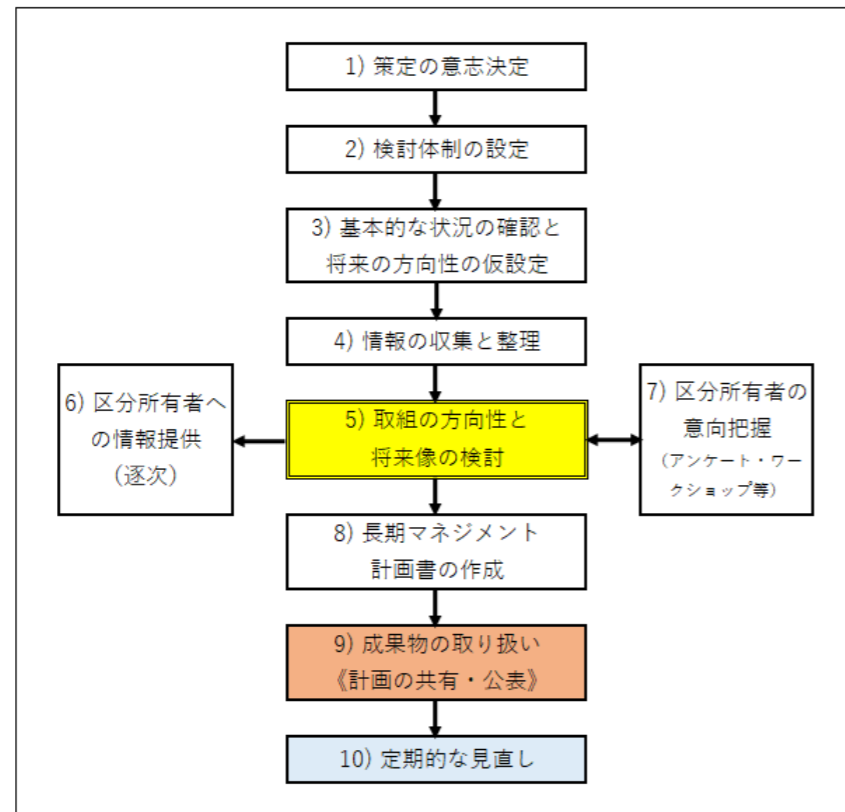 1) 策定の意志決定
2) 検討体制の設定
3) 基本的な状況の確認と
将来の方向性の仮設定
4) 情報の収集と整理
5) 取組の方向性と
将来像の検討
6) 区分所有者へ
の情報提供
(逐次)
7) 区分所有者の
意向把握
(アンケート・ワー
クショップ等)
8) 長期マネジメント
計画書の作成
9) 成果物の取り扱い
《計画の共有・公表》
10) 定期的な見直し